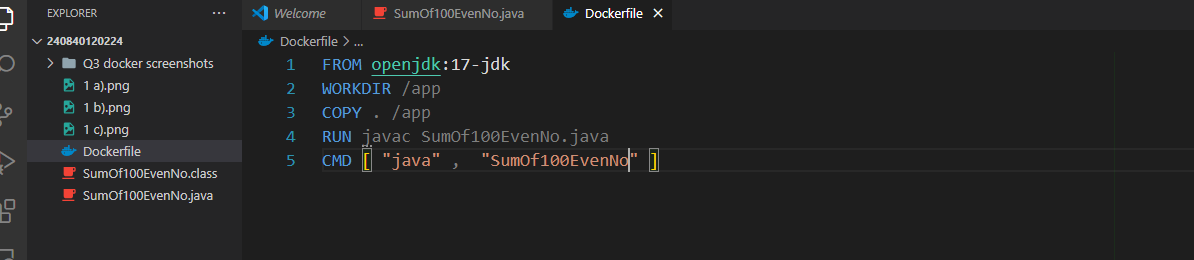 EXPLORER ...
Welcome
SumOf100EvenNo.java
Dockerfile
240840120224
Dockerfile > ...
Q3 docker screenshots
1 a).png
1 b).png
1 c).png
Dockerfile
SumOf100EvenNo.class
SumOf100EvenNo.java
1 FROM openjdk:17-jdk
2 WORKDIR /app
3 COPY . /app
4 RUN javac SumOf100EvenNo.java
5 CMD [ "java" , "SumOf100EvenNo" ]